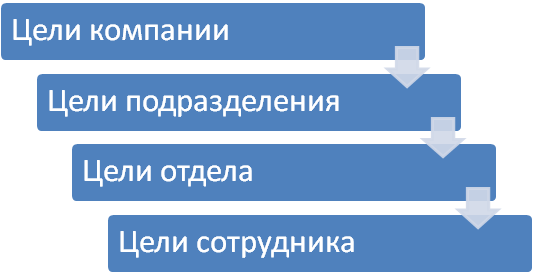 Цели компании
Цели подразделения
Цели отдела
Цели сотрудника